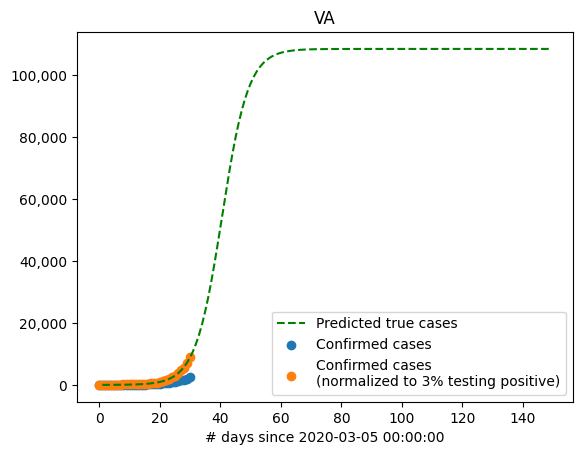 VA
100,000
80,000
60,000
40,000
20,000
0
Predicted true cases
Confirmed cases
Confirmed cases
(normalized to 3% testing positive)
0 20 40 60 80 100 120 140
# days since 2020-03-05 00:00:00